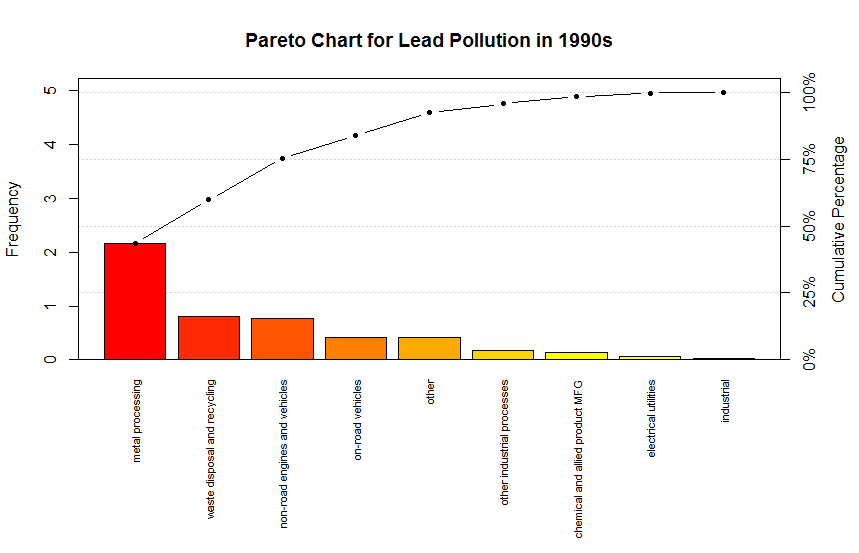 Pareto Chart for Lead Pollution in 1990s
Frequency
5
4
3
2
1
0
100%
75%
50%
25%
0%
Cumulative Percentage
metal processing
waste disposal and recycling
non-road engines and vehicles
on-road vehicles
other
other industrial processes
chemical and allied product MFG
electrical utilities
industrial